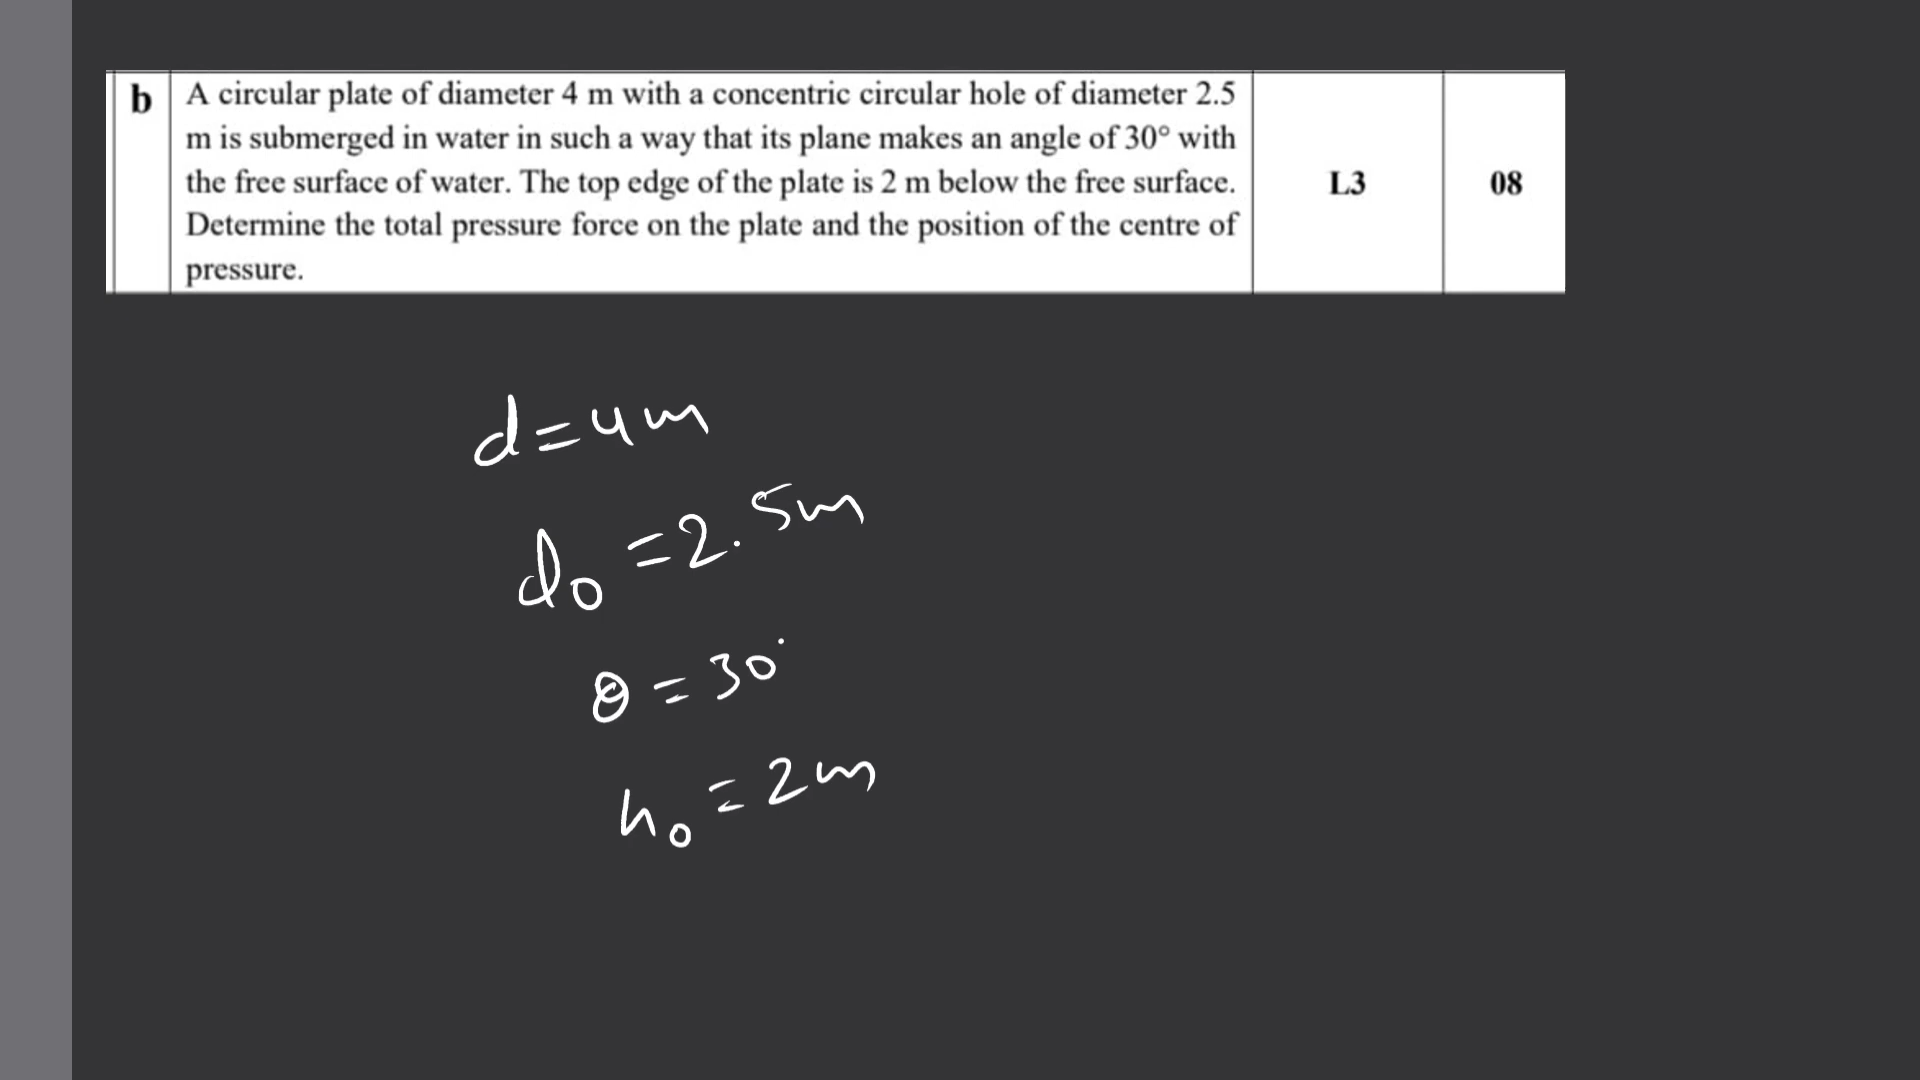 b A circular plate of diameter 4 m with a concentric circular hole of diameter 2.5
m is submerged in water in such a way that its plane makes an angle of 30° with
the free surface of water. The top edge of the plate is 2 m below the free surface.
Determine the total pressure force on the plate and the position of the centre of
pressure.
L3
08
d=4m
d₀ = 2.5m
θ = 30°
h₀ = 2m